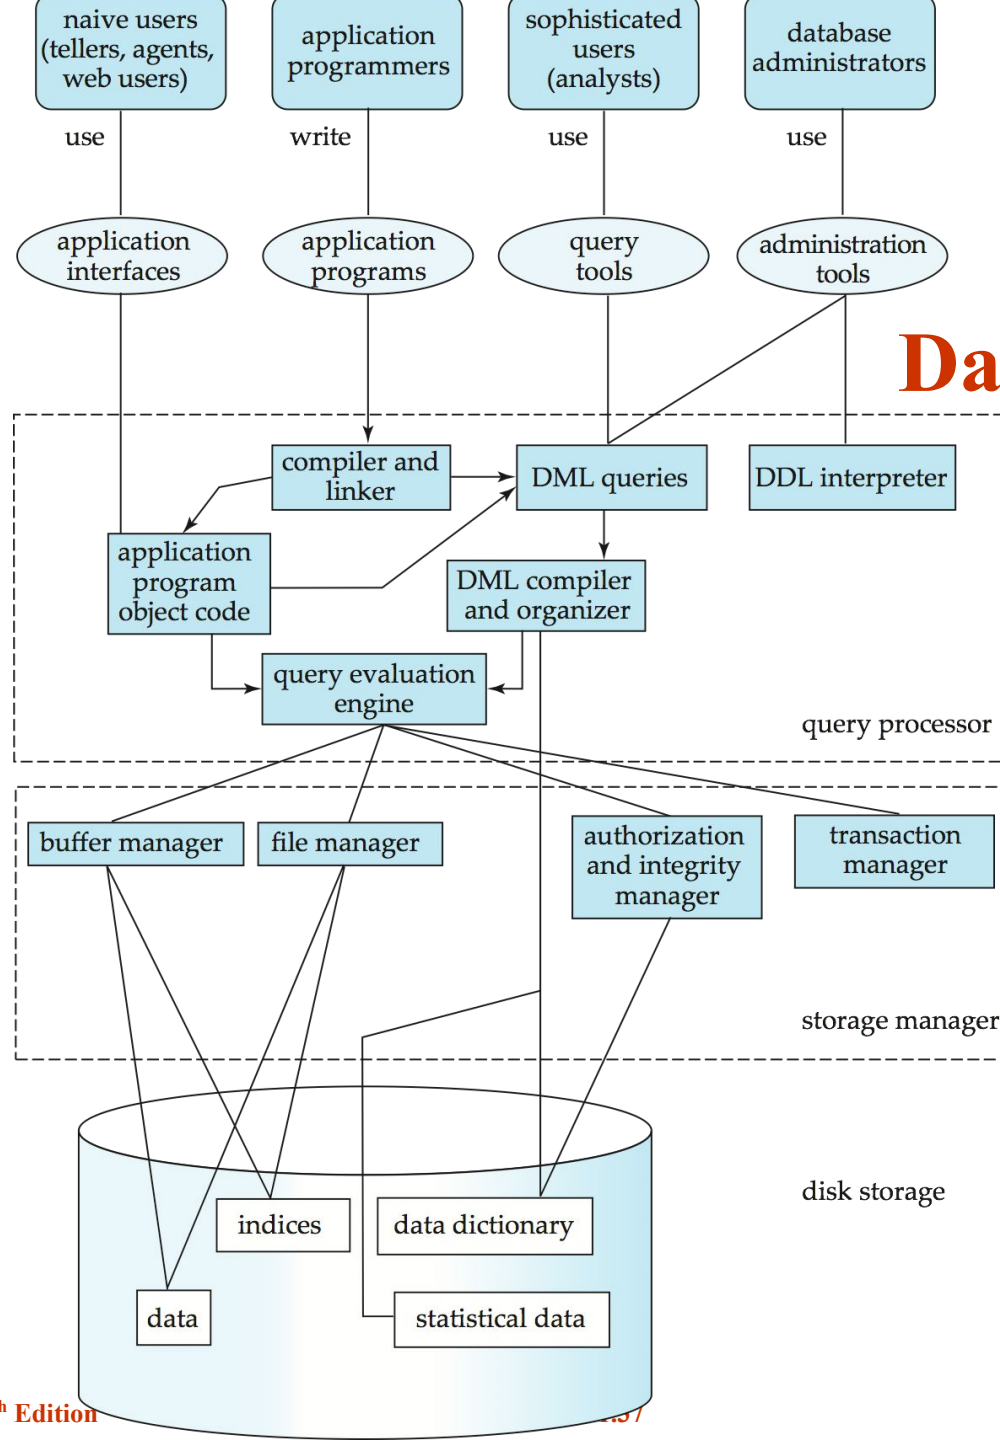 naive users
(tellers, agents,
web users)
application
programmers
sophisticated
users
(analysts)
database
administrators
use
write
use
use
application
interfaces
application
programs
query
tools
administration
tools
Da
compiler and
linker
DML queries
DDL interpreter
application
program
object code
DML compiler
and organizer
query evaluation
engine
query processor
buffer manager
file manager
authorization
and integrity
manager
transaction
manager
storage manager
disk storage
indices
data dictionary
data
statistical data
h Edition